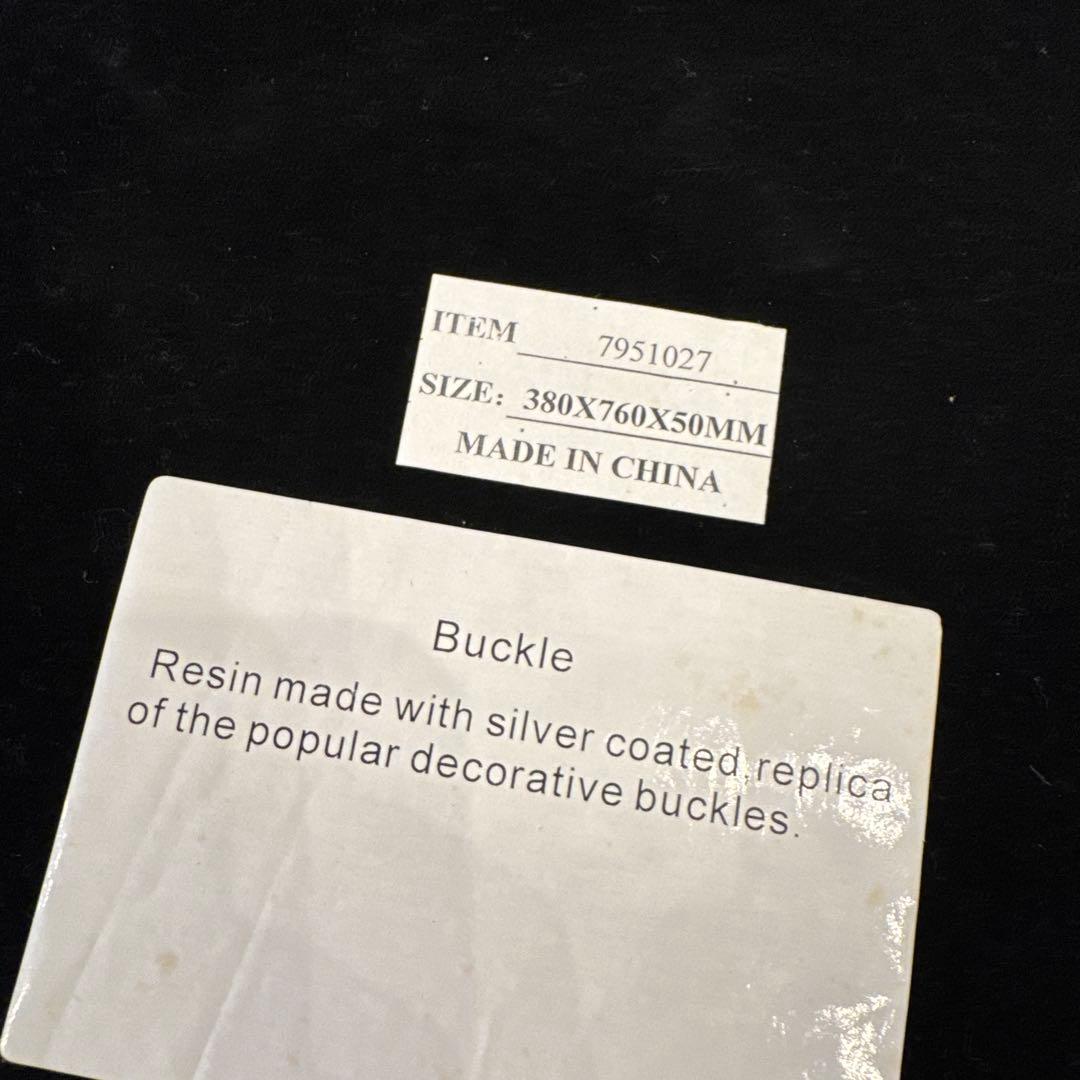 ITEM 7951027
SIZE: 380X760X50MM
MADE IN CHINA
Buckle
Resin made with silver coated,replica
of the popular decorative buckles.